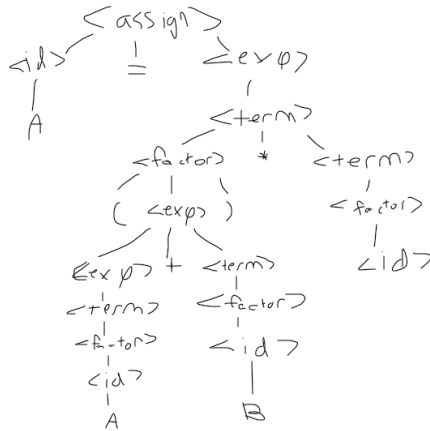 <assign>
<id> = <exp>
A <term>
<factor> * <term>
( <exp> ) <factor>
<exp> + <term> <id>
<term> <factor>
<factor> <id>
<id>
A B